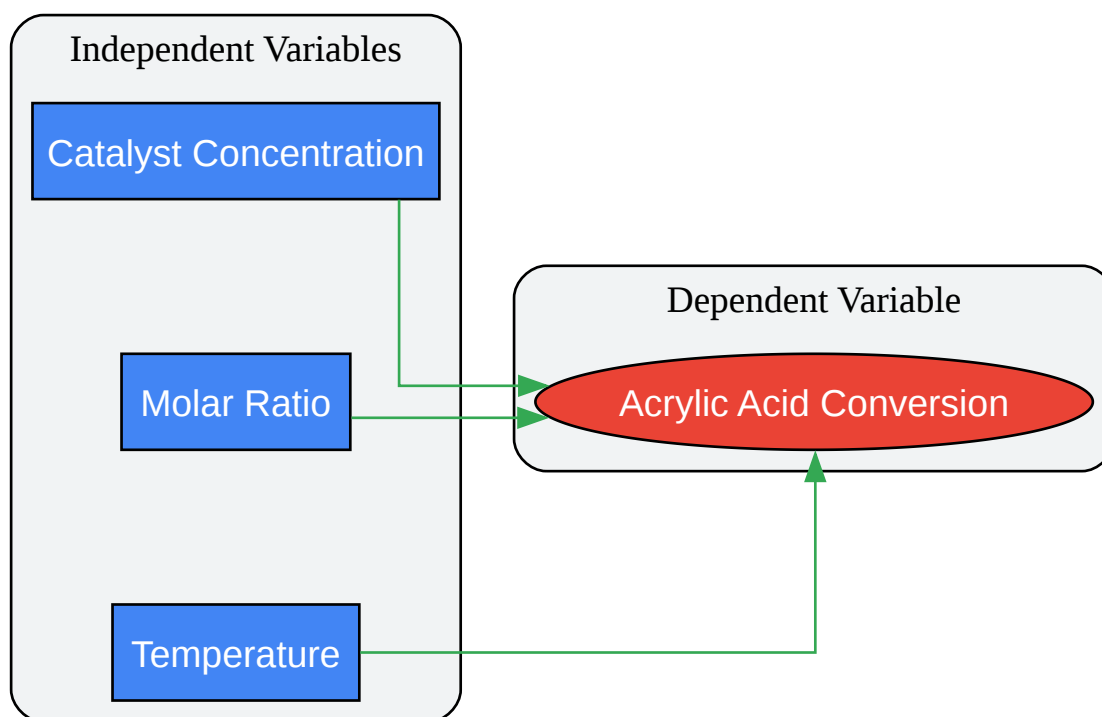 Independent Variables
Catalyst Concentration
Molar Ratio
Temperature
Dependent Variable
Acrylic Acid Conversion